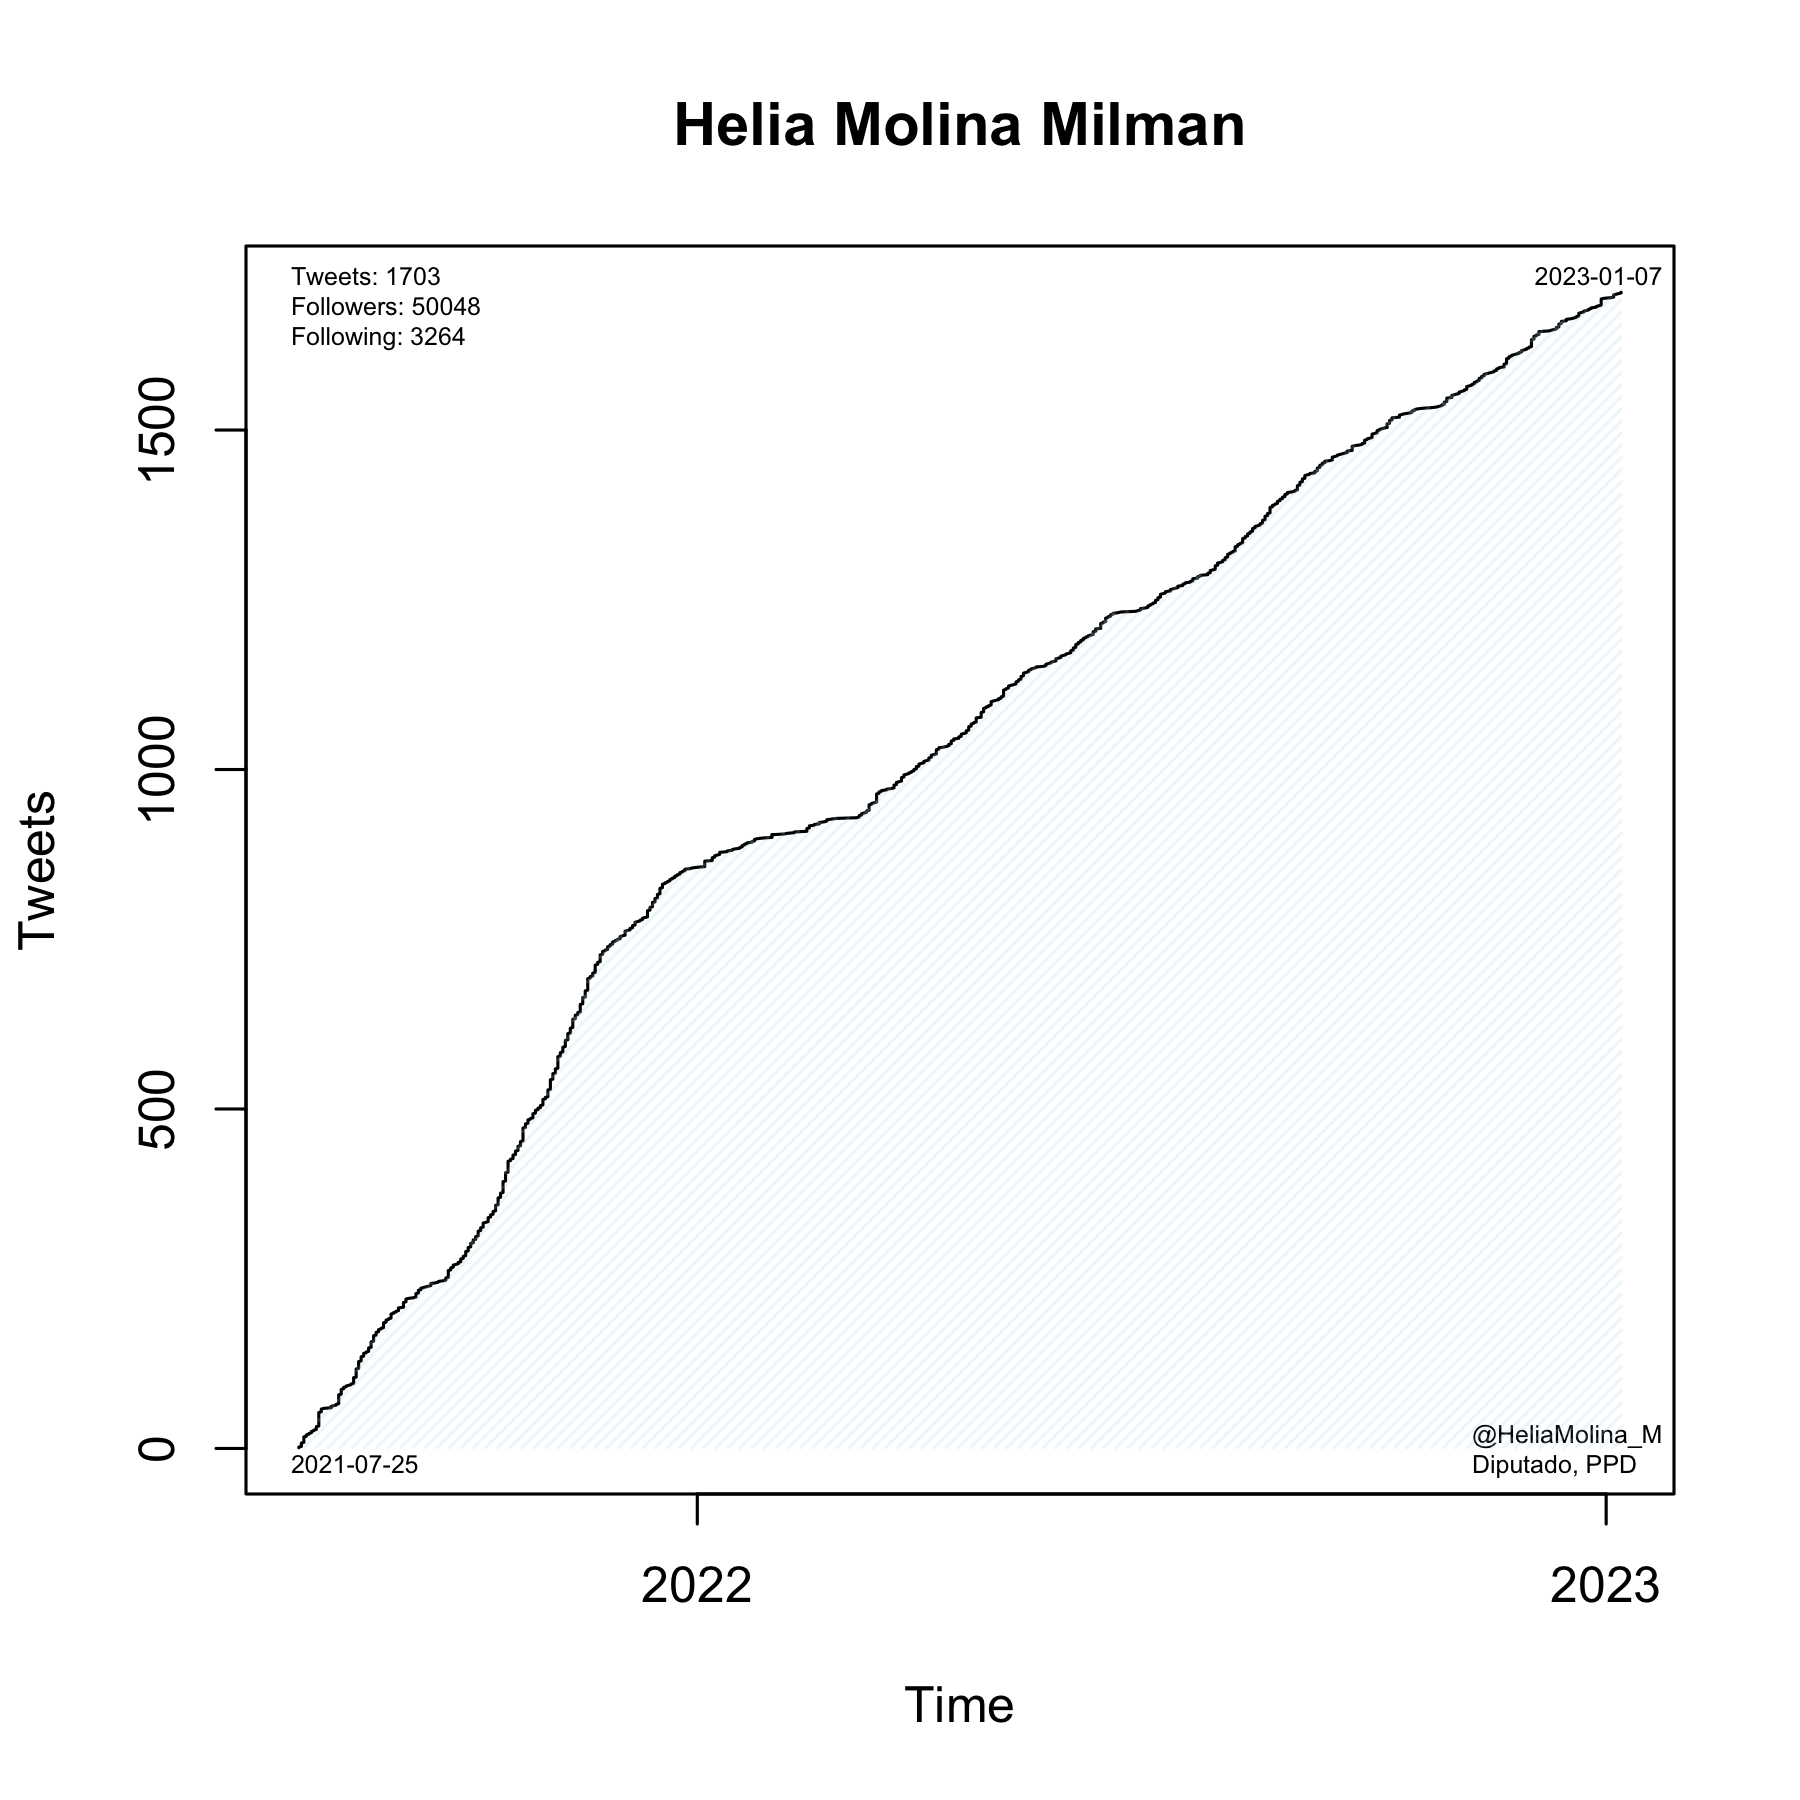 Helia Molina Milman
Tweets: 1703
Followers: 50048
Following: 3264
2023-01-07
1500
1000
500
0
Tweets
@HeliaMolina_M
Diputado, PPD
2021-07-25
2022
2023
Time